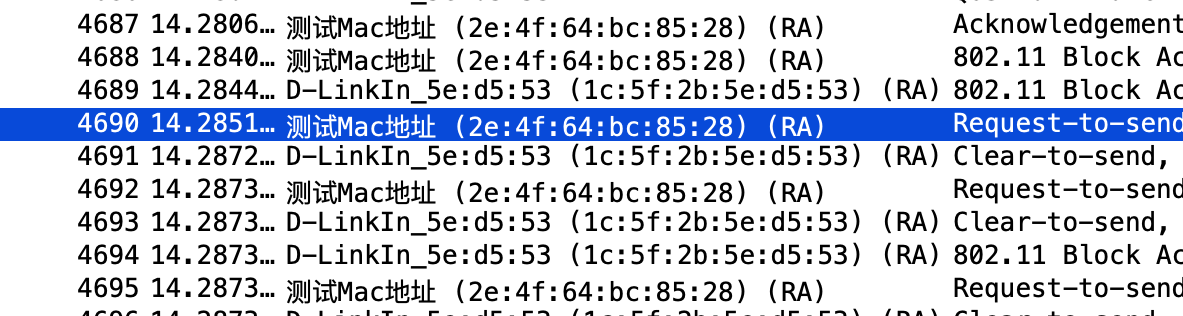 4687 14.2806… 测试Mac地址 (2e:4f:64:bc:85:28) (RA) Acknowledgement
4688 14.2840… 测试Mac地址 (2e:4f:64:bc:85:28) (RA) 802.11 Block Ac
4689 14.2844… D-LinkIn_5e:d5:53 (1c:5f:2b:5e:d5:53) (RA) 802.11 Block Ac
4690 14.2851… 测试Mac地址 (2e:4f:64:bc:85:28) (RA) Request-to-send
4691 14.2872… D-LinkIn_5e:d5:53 (1c:5f:2b:5e:d5:53) (RA) Clear-to-send,
4692 14.2873… 测试Mac地址 (2e:4f:64:bc:85:28) (RA) Request-to-send
4693 14.2873… D-LinkIn_5e:d5:53 (1c:5f:2b:5e:d5:53) (RA) Clear-to-send,
4694 14.2873… D-LinkIn_5e:d5:53 (1c:5f:2b:5e:d5:53) (RA) 802.11 Block Ac
4695 14.2873… 测试Mac地址 (2e:4f:64:bc:85:28) (RA) Request-to-send